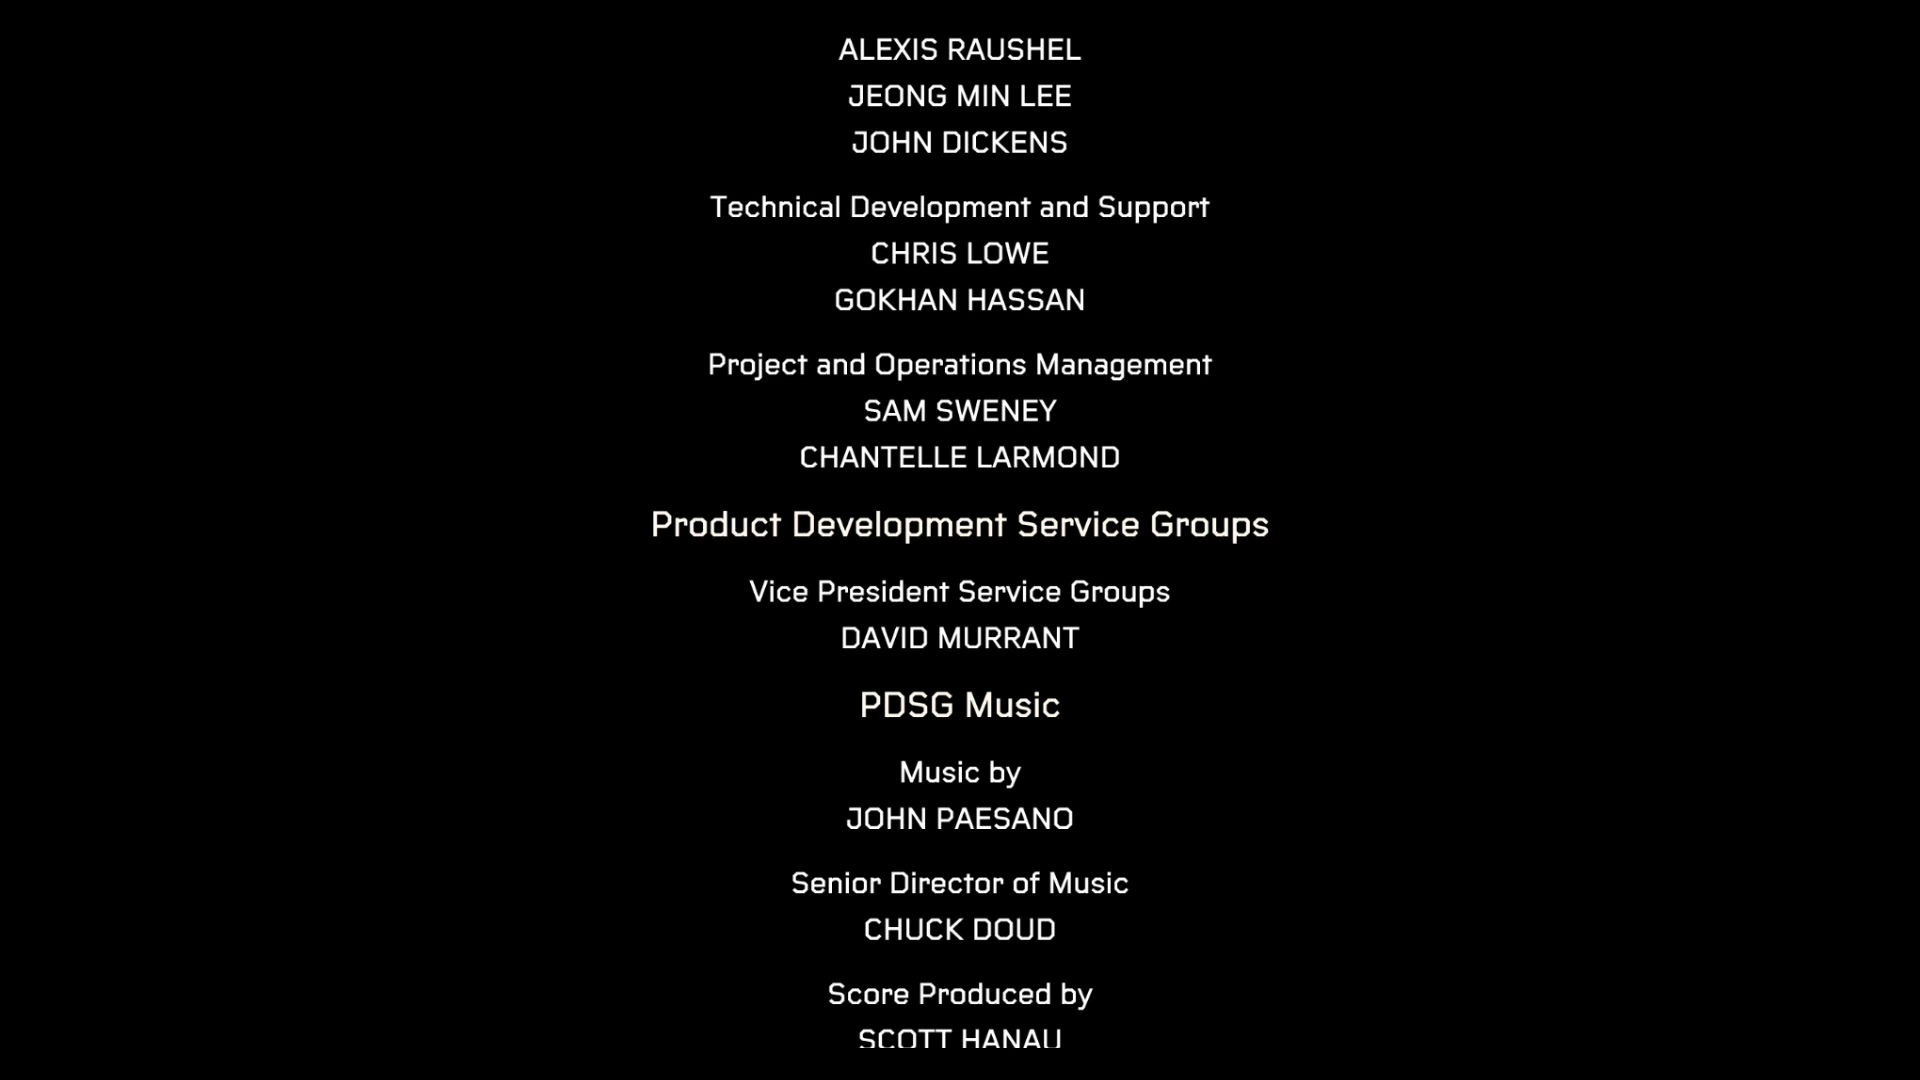 ALEXIS RAUSHEL
JEONG MIN LEE
JOHN DICKENS
Technical Development and Support
CHRIS LOWE
GOKHAN HASSAN
Project and Operations Management
SAM SWENEY
CHANTELLE LARMOND
Product Development Service Groups
Vice President Service Groups
DAVID MURRANT
PDSG Music
Music by
JOHN PAESANO
Senior Director of Music
CHUCK DOUD
Score Produced by
SCOTT HANAU